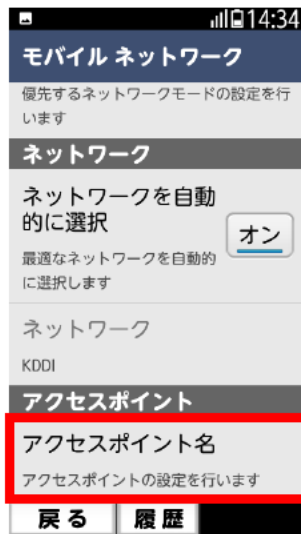 14:34
モバイル ネットワーク
優先するネットワークモードの設定を行
います
ネットワーク
ネットワークを自動
的に選択
オン
最適なネットワークを自動的
に選択します
ネットワーク
KDDI
アクセスポイント
アクセスポイント名
アクセスポイントの設定を行います
戻る 履歴